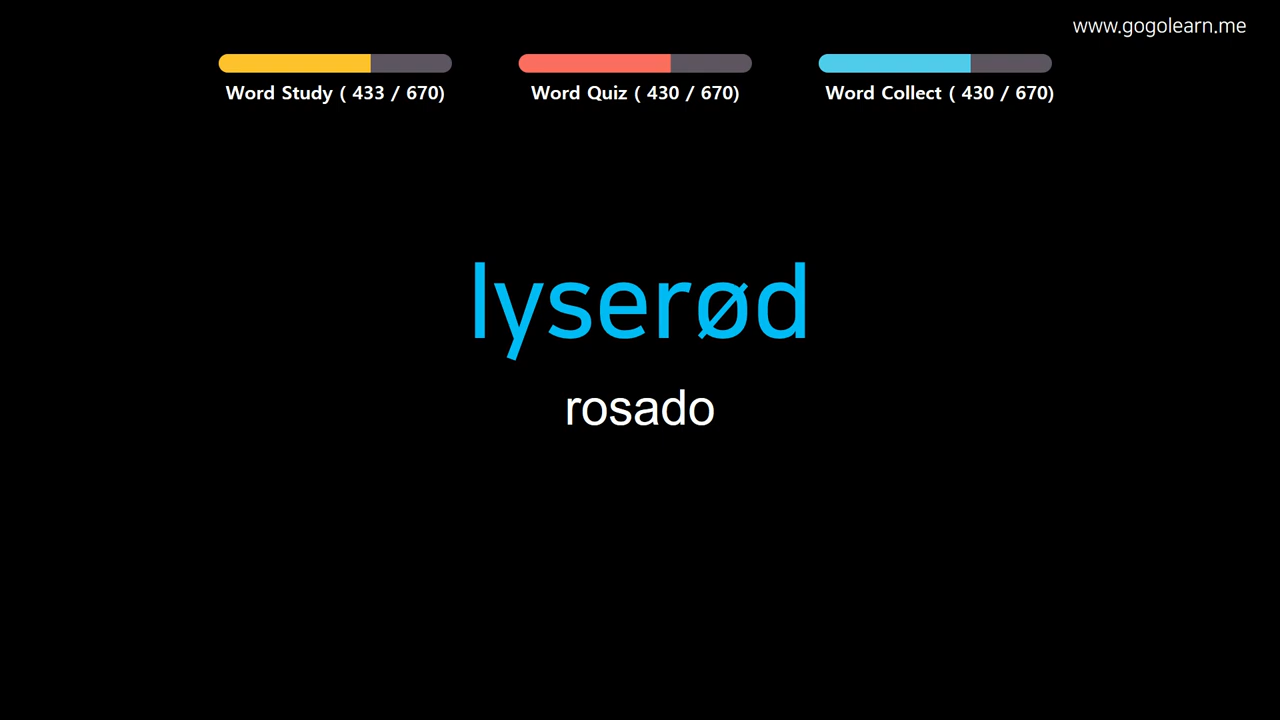 www.gogolearn.me
Word Study ( 433 / 670)
Word Quiz ( 430 / 670)
Word Collect ( 430 / 670)
lyserød
rosado